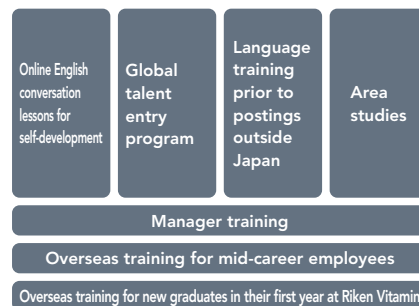 Online English
conversation
lessons for
self-development
Global
talent
entry
program
Language
training
prior to
postings
outside
Japan
Area
studies
Manager training
Overseas training for mid-career employees
Overseas training for new graduates in their first year at Riken Vitamin